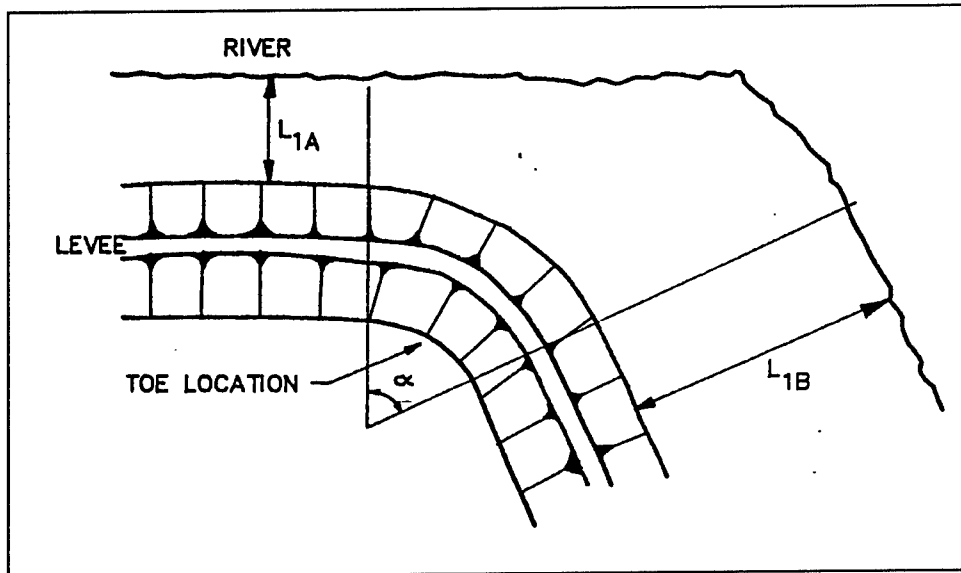 RIVER
L1A
LEVEE
TOE LOCATION
α
L1B